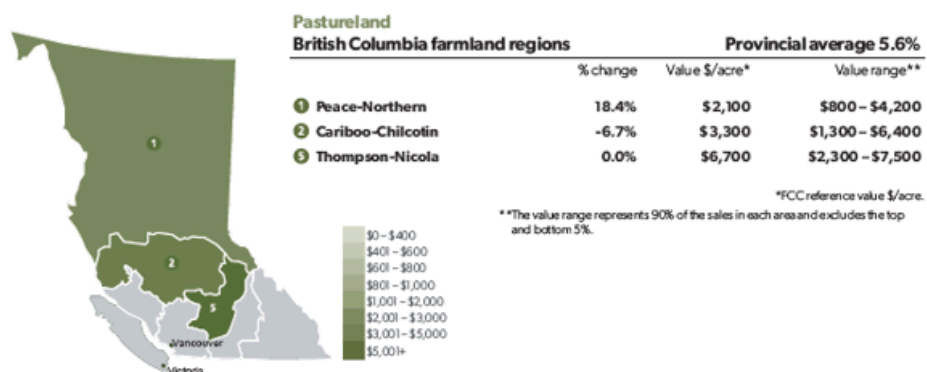 Pastureland
British Columbia farmland regions Provincial average 5.6%
% change Value $/acre* Value range**
1 Peace-Northern 18.4% $2,100 $800 – $4,200
2 Cariboo-Chilcotin -6.7% $3,300 $1,300 – $6,400
5 Thompson-Nicola 0.0% $6,700 $2,300 – $7,500
*FCC reference value $/acre.
**The value range represents 90% of the sales in each area and excludes the top
and bottom 5%.
1
2
5
Vancouver
Victoria
$0 – $400
$401 – $600
$601 – $800
$801 – $1,000
$1,001 – $2,000
$2,001 – $3,000
$3,001 – $5,000
$5,001+